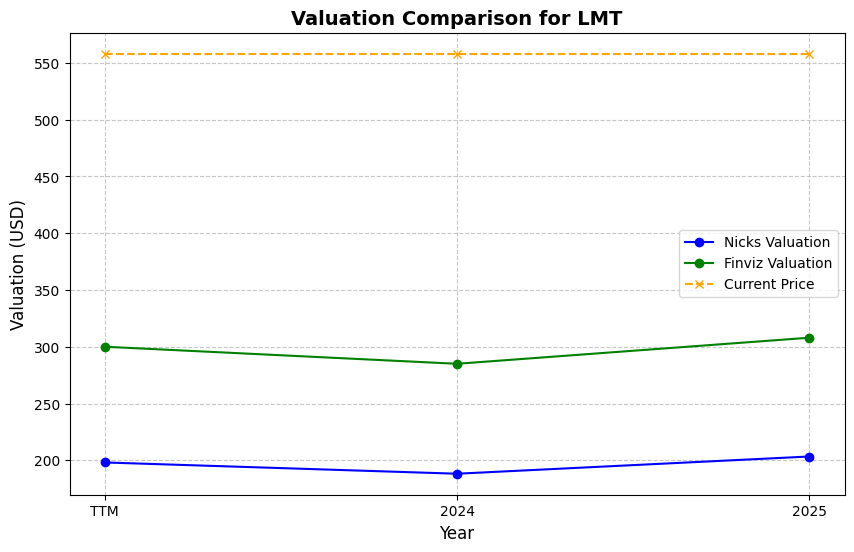 Valuation Comparison for LMT
Valuation (USD)
550
500
450
400
350
300
250
200
Nicks Valuation
Finviz Valuation
Current Price
TTM
2024
2025
Year